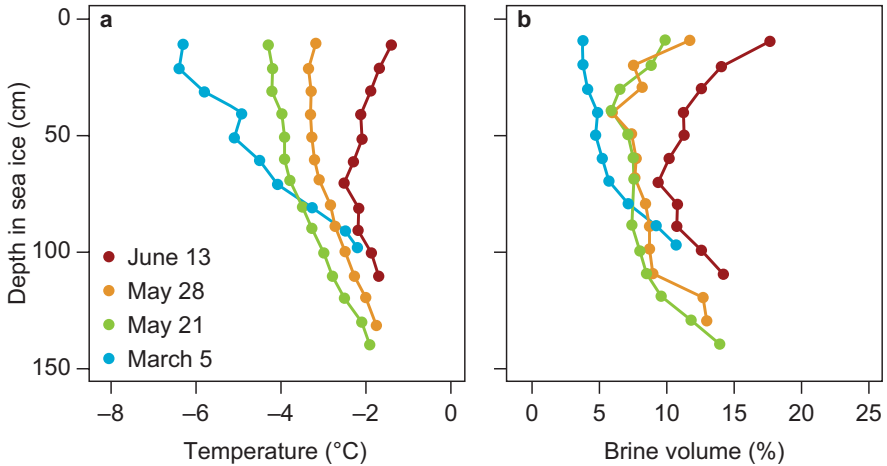 a
b
0
50
100
150
Depth in sea ice (cm)
June 13
May 28
May 21
March 5
–8
–6
–4
–2
0
Temperature (°C)
0
5
10
15
20
25
Brine volume (%)